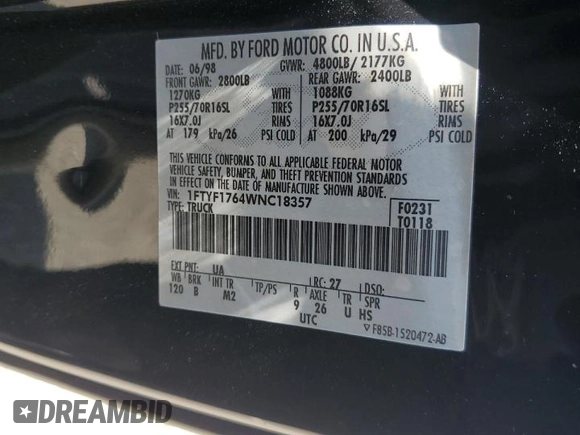 MFD. BY FORD MOTOR CO. IN U.S.A.
DATE: 06/98 GVWR: 4800LB/ 2177KG
FRONT GAWR: 2800LB REAR GAWR: 2400LB
1270KG WITH 1088KG WITH
P255/70R16SL TIRES P255/70R16SL TIRES
16X7.0J RIMS 16X7.0J RIMS
AT 179 kPa/26 PSI COLD AT 200 kPa/29 PSI COLD
THIS VEHICLE CONFORMS TO ALL APPLICABLE FEDERAL MOTOR
VEHICLE SAFETY, BUMPER, AND THEFT PREVENTION STANDARDS
IN EFFECT ON THE DATE OF MANUFACTURE SHOWN ABOVE.
VIN: 1FTYF1764WNC18357
TYPE: TRUCK
F0231
T0118
EXT PNT: UA RC: 27 DSO:
WB BRK INT TR TP/PS R AXLE TR SPR
120 B M2 9 26 U HS
UTC
F85B-1520472-AB
DREAMBID